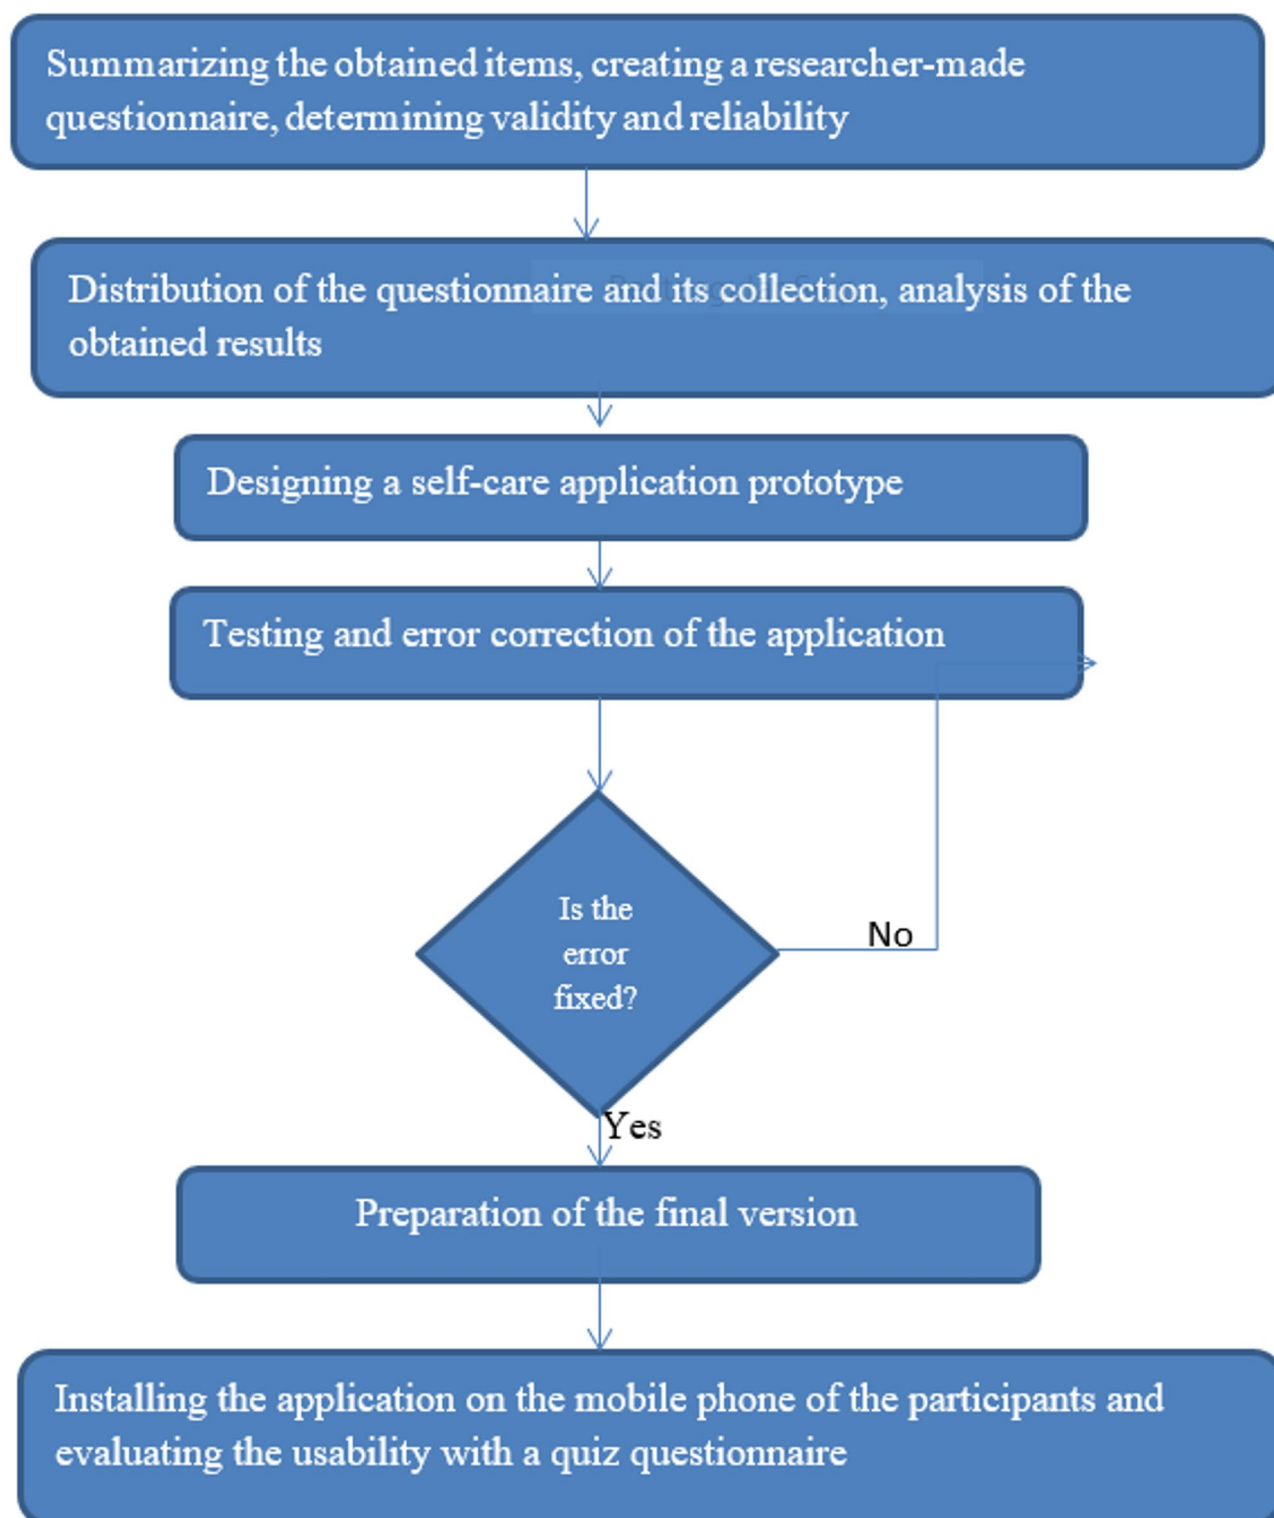 Summarizing the obtained items, creating a researcher-made
questionnaire, determining validity and reliability
Distribution of the questionnaire and its collection, analysis of the
obtained results
Designing a self-care application prototype
Testing and error correction of the application
Is the
error
fixed?
No
Yes
Preparation of the final version
Installing the application on the mobile phone of the participants and
evaluating the usability with a quiz questionnaire